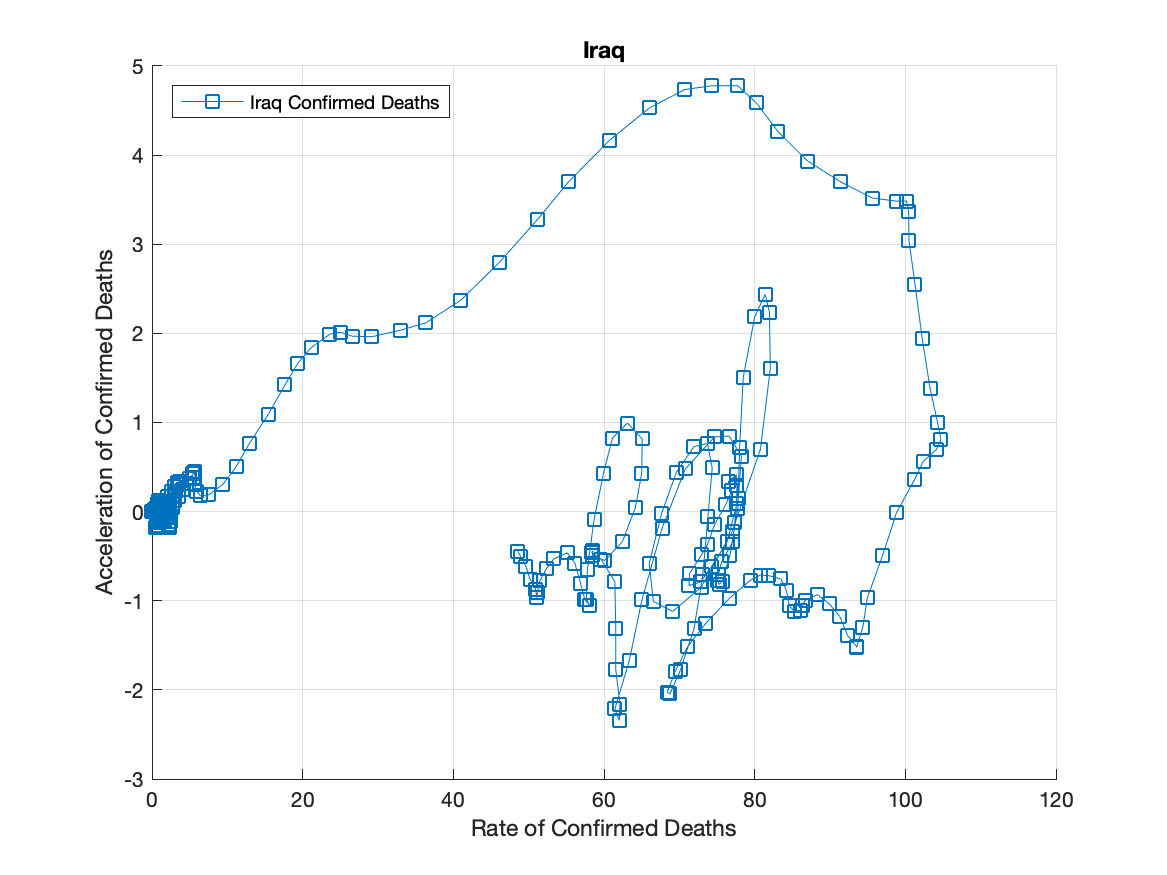 Iraq
Iraq Confirmed Deaths
5
4
3
2
1
0
-1
-2
-3
Acceleration of Confirmed Deaths
0 20 40 60 80 100 120
Rate of Confirmed Deaths